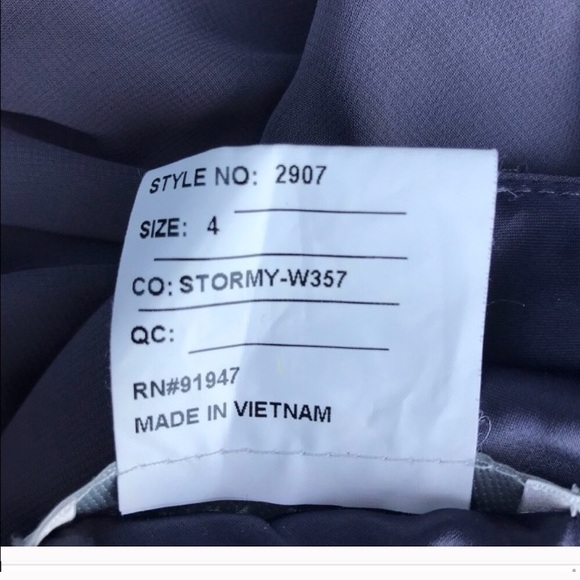 STYLE NO: 2907
SIZE: 4
CO: STORMY-W357
QC:
RN#91947
MADE IN VIETNAM